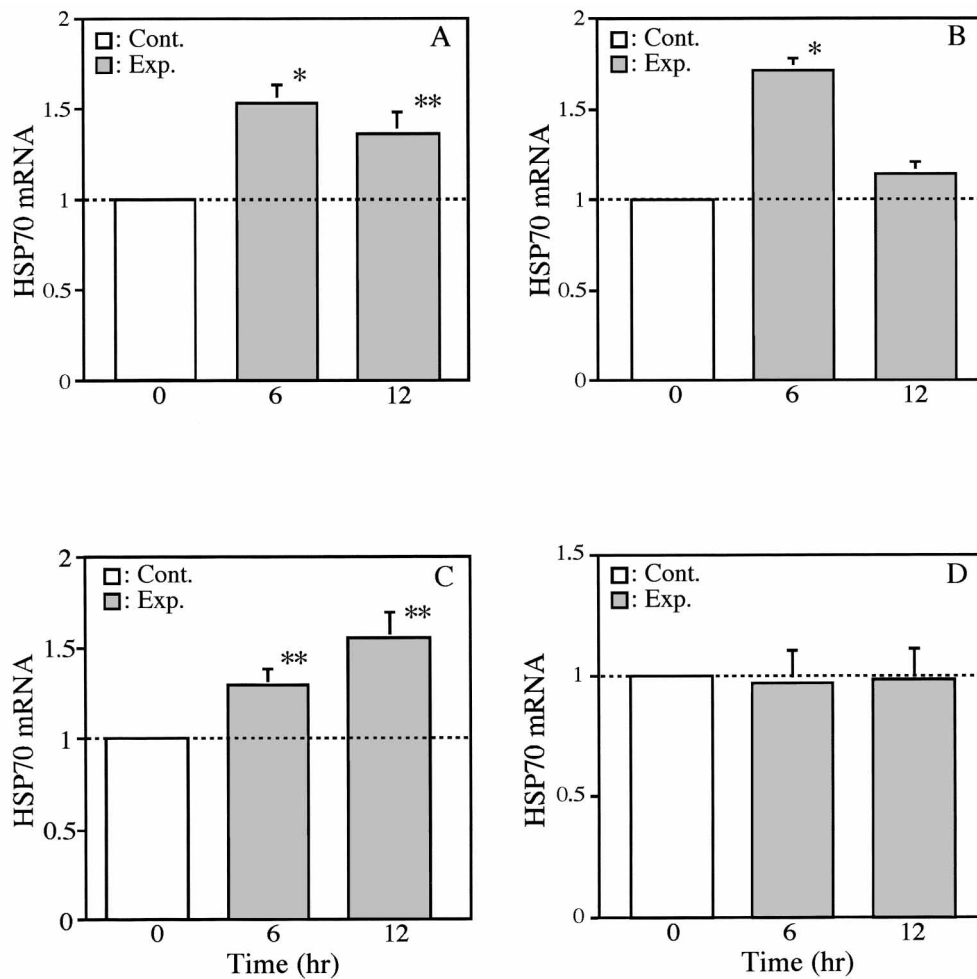 2
A
□: Cont.
■: Exp.
*
**
1.5
1
0.5
0
HSP70 mRNA
0 6 12
2
B
□: Cont.
■: Exp.
*
1.5
1
0.5
0
HSP70 mRNA
0 6 12
2
C
□: Cont.
■: Exp.
**
**
1.5
1
0.5
0
HSP70 mRNA
0 6 12
Time (hr)
1.5
D
□: Cont.
■: Exp.
1
0.5
0
HSP70 mRNA
0 6 12
Time (hr)